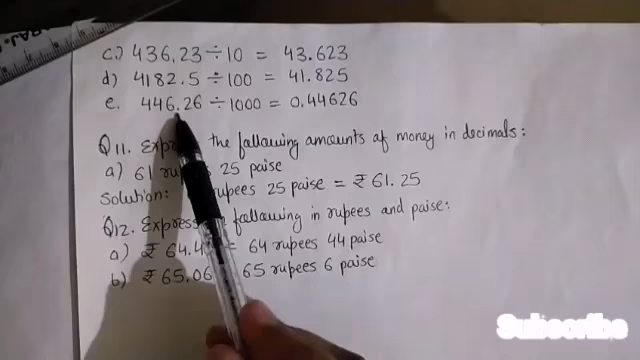 c.) 436.23 ÷ 10 = 43.623
d) 4182.5 ÷ 100 = 41.825
e. 446.26 ÷ 1000 = 0.44626
Q11. Express the following amounts of money in decimals:
a) 61 rupees 25 paise
Solution: rupees 25 paise = ₹ 61.25
Q12. Express following in rupees and paise:
a) ₹ 64.4 = 64 rupees 44 paise
b) ₹ 65.06 65 rupees 6 paise
Subscribe